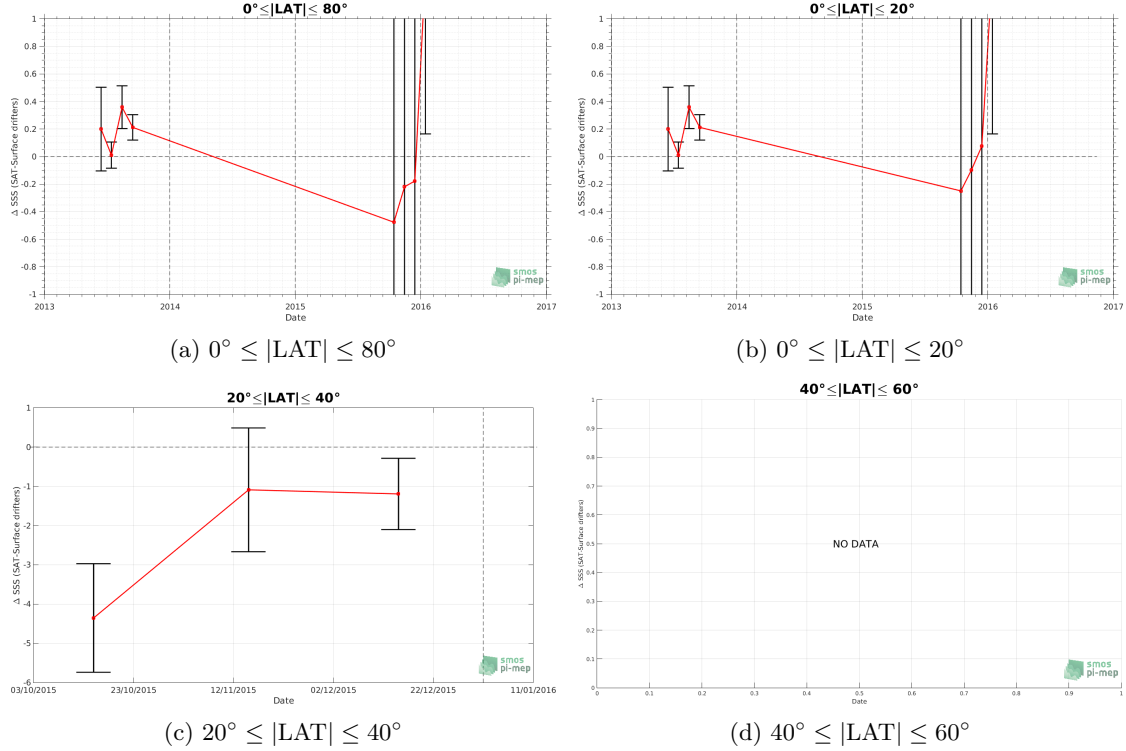 0°≤|LAT|≤ 80°
1
0.8
0.6
0.4
0.2
0
-0.2
-0.4
-0.6
-0.8
-1
Δ SSS (SAT-Surface drifters)
2013
2014
2015
2016
2017
Date
smos
pi-mep
(a) 0° ≤ |LAT| ≤ 80°
0°≤|LAT|≤ 20°
1
0.8
0.6
0.4
0.2
0
-0.2
-0.4
-0.6
-0.8
-1
Δ SSS (SAT-Surface drifters)
2013
2014
2015
2016
2017
Date
smos
pi-mep
(b) 0° ≤ |LAT| ≤ 20°
20°≤|LAT|≤ 40°
1
0
-1
-2
-3
-4
-5
-6
Δ SSS (SAT-Surface drifters)
03/10/2015
23/10/2015
12/11/2015
02/12/2015
22/12/2015
11/01/2016
Date
smos
pi-mep
(c) 20° ≤ |LAT| ≤ 40°
40°≤|LAT|≤ 60°
1
0.9
0.8
0.7
0.6
0.5
0.4
0.3
0.2
0.1
0
Δ SSS (SAT-Surface drifters)
NO DATA
0
0.1
0.2
0.3
0.4
0.5
0.6
0.7
0.8
0.9
1
Date
smos
pi-mep
(d) 40° ≤ |LAT| ≤ 60°